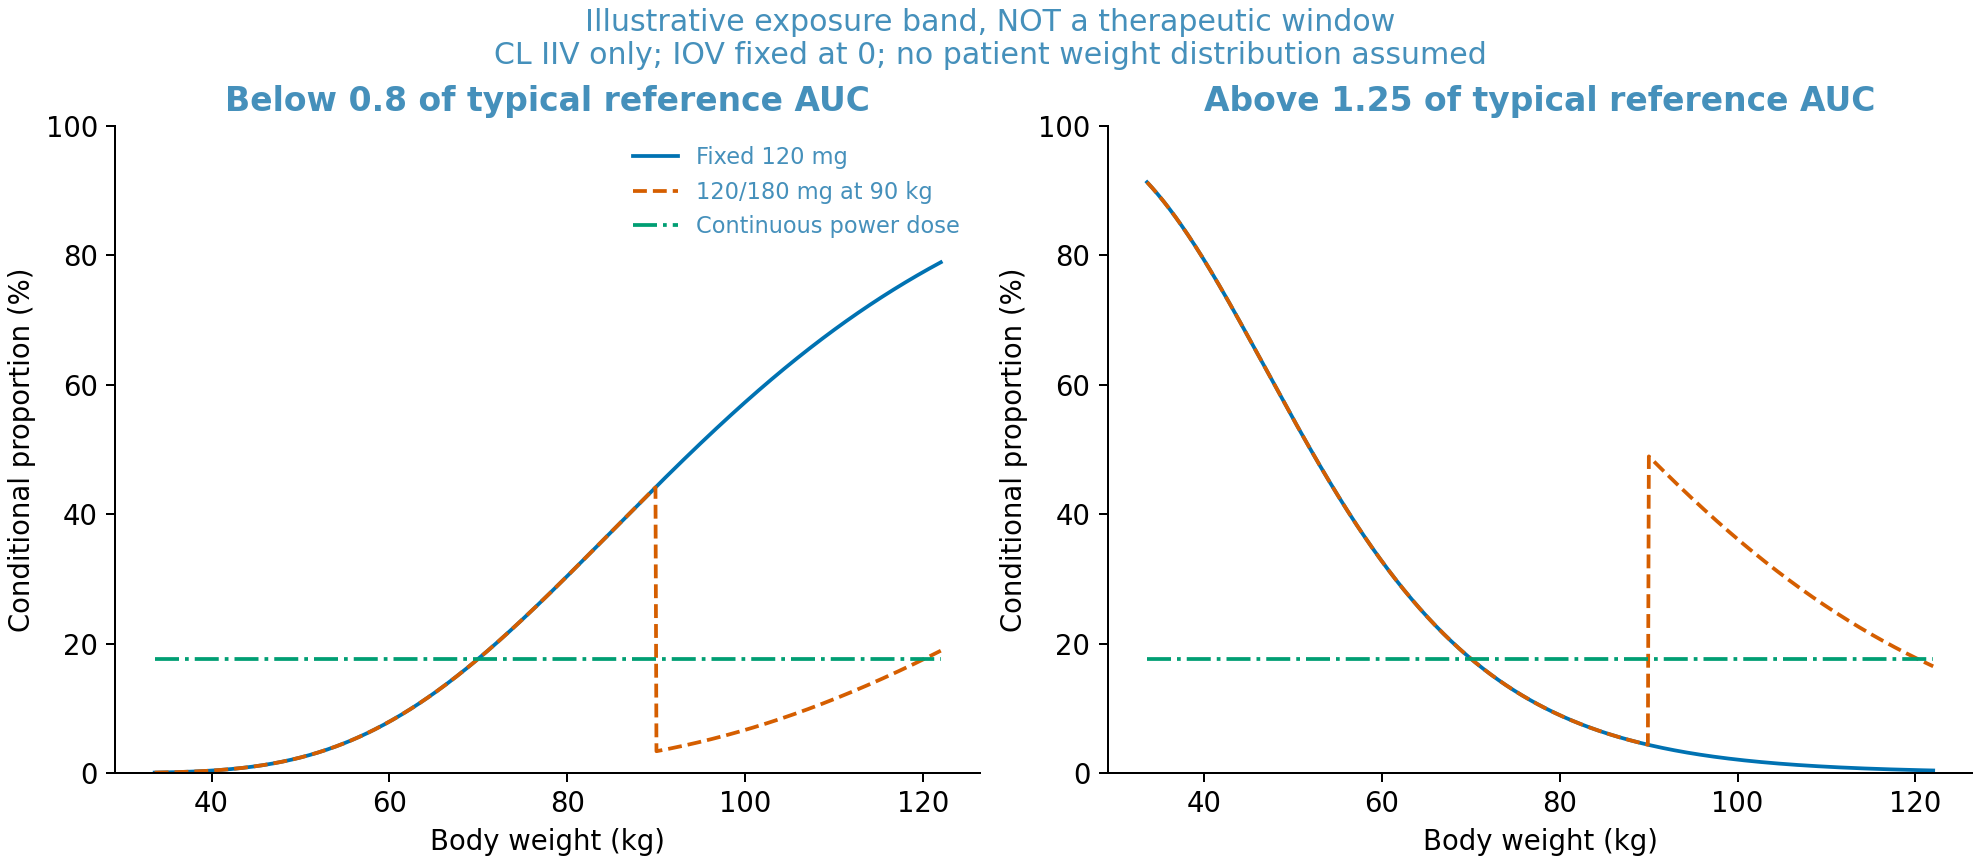 Illustrative exposure band, NOT a therapeutic window
CL IIV only; IOV fixed at 0; no patient weight distribution assumed
Below 0.8 of typical reference AUC
Conditional proportion (%)
100
80
60
40
20
0
Fixed 120 mg
120/180 mg at 90 kg
Continuous power dose
40
60
80
100
120
Body weight (kg)
Above 1.25 of typical reference AUC
Conditional proportion (%)
100
80
60
40
20
0
40
60
80
100
120
Body weight (kg)